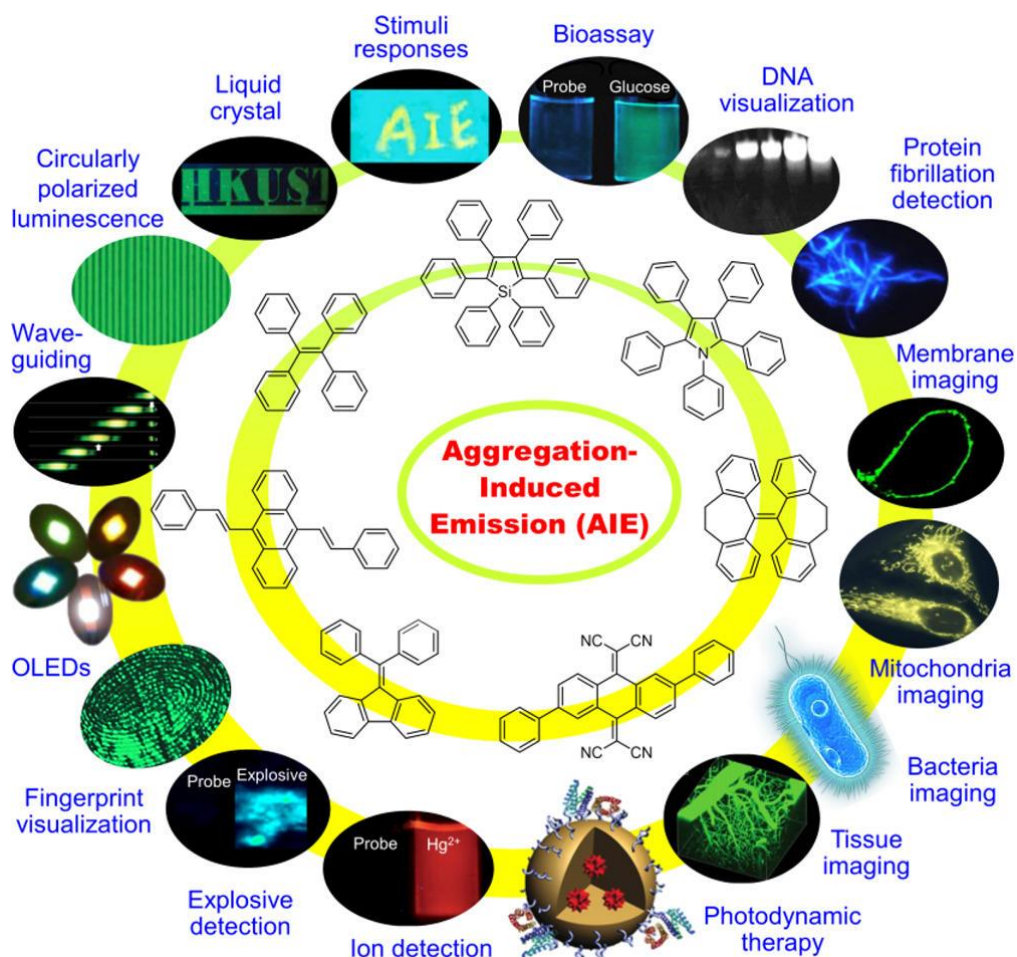 Stimuli
responses
Bioassay
Probe
Glucose
DNA
visualization
Liquid
crystal
AIE
Protein
fibrillation
detection
Circularly
polarized
luminescence
HKUST
Si
N
Wave-
guiding
Membrane
imaging
Aggregation-
Induced
Emission (AIE)
NC
CN
NC
CN
OLEDs
Mitochondria
imaging
Fingerprint
visualization
Probe
Explosive
Bacteria
imaging
Explosive
detection
Probe
Hg²⁺
Ion detection
Tissue
imaging
Photodynamic
therapy